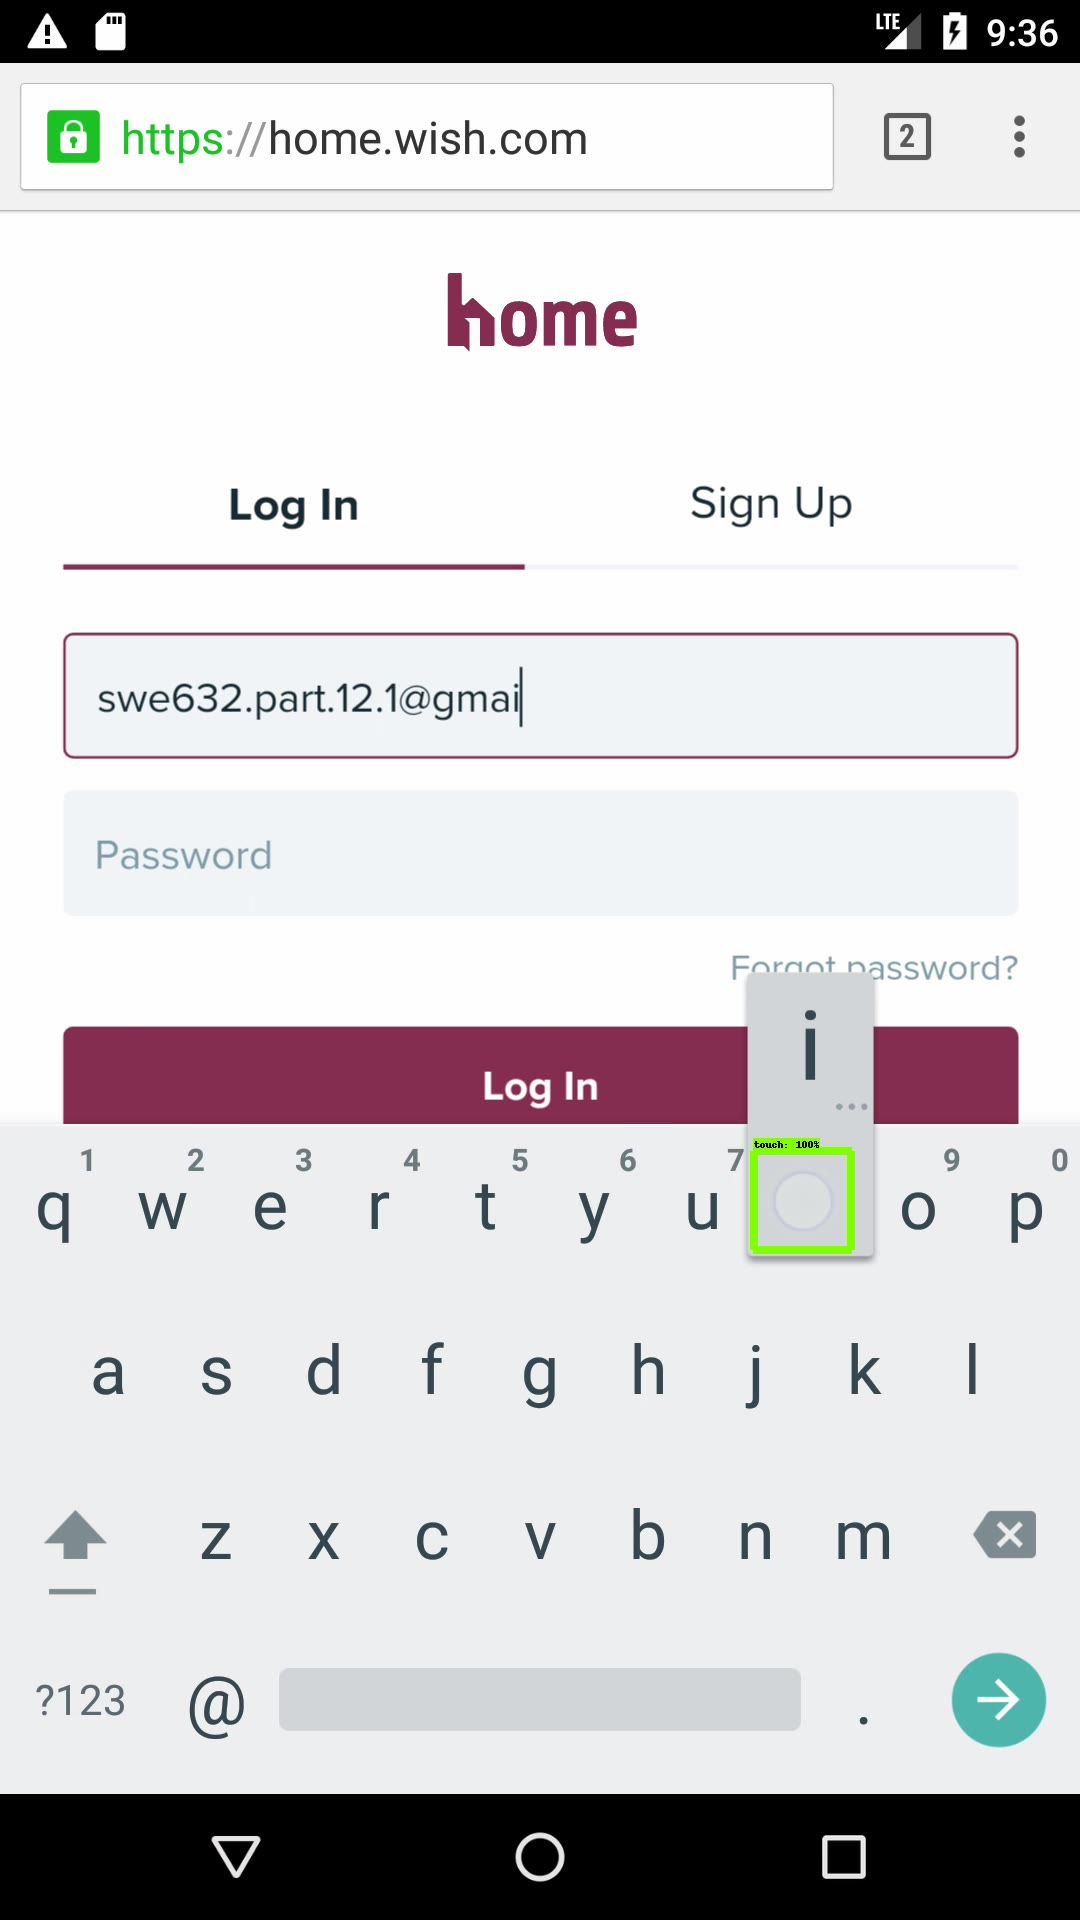 LTE 9:36
https://home.wish.com 2
home
Log In Sign Up
swe632.part.12.1@gmai
Password
Forgot password?
i
Log In
touch: 100%
1 2 3 4 5 6 7 9 0
q w e r t y u o p
a s d f g h j k l
z x c v b n m
?123 @ .